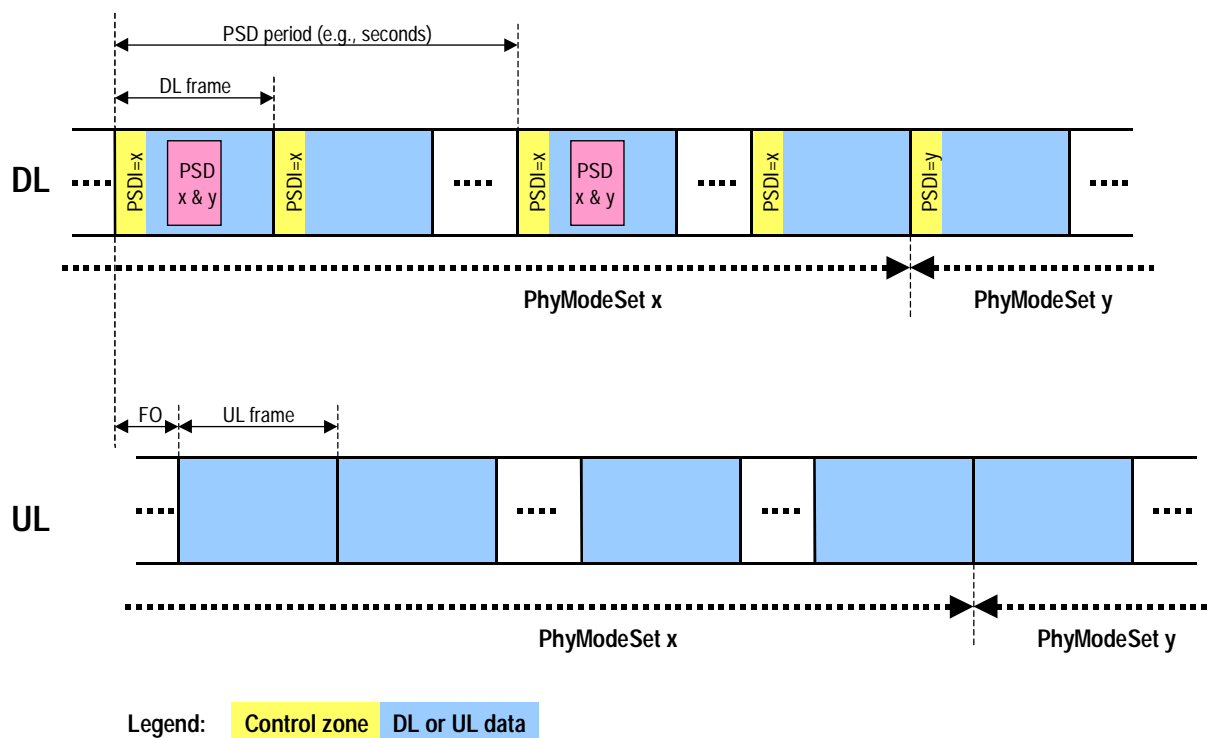 PSD period (e.g., seconds)
DL frame
DL
PSDI=x
PSD
x & y
PSDI=x
PSDI=x
PSD
x & y
PSDI=x
PSDI=y
PhyModeSet x
PhyModeSet y
FO
UL frame
UL
PhyModeSet x
PhyModeSet y
Legend: Control zone DL or UL data